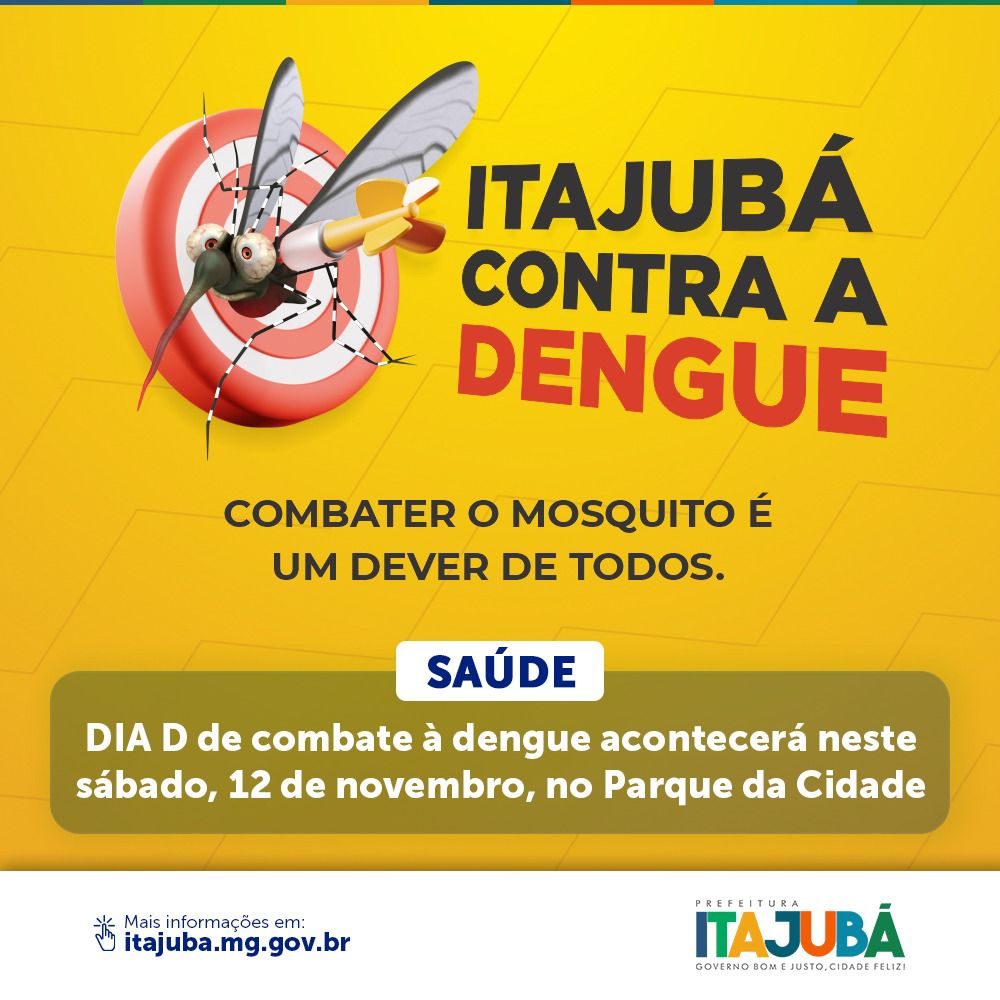 ITAJUBÁ
CONTRA A
DENGUE
COMBATER O MOSQUITO É
UM DEVER DE TODOS.
SAÚDE
DIA D de combate à dengue acontecerá neste
sábado, 12 de novembro, no Parque da Cidade
Mais informações em:
itajuba.mg.gov.br
PREFEITURA
ITAJUBÁ
GOVERNO BOM E JUSTO, CIDADE FELIZ!